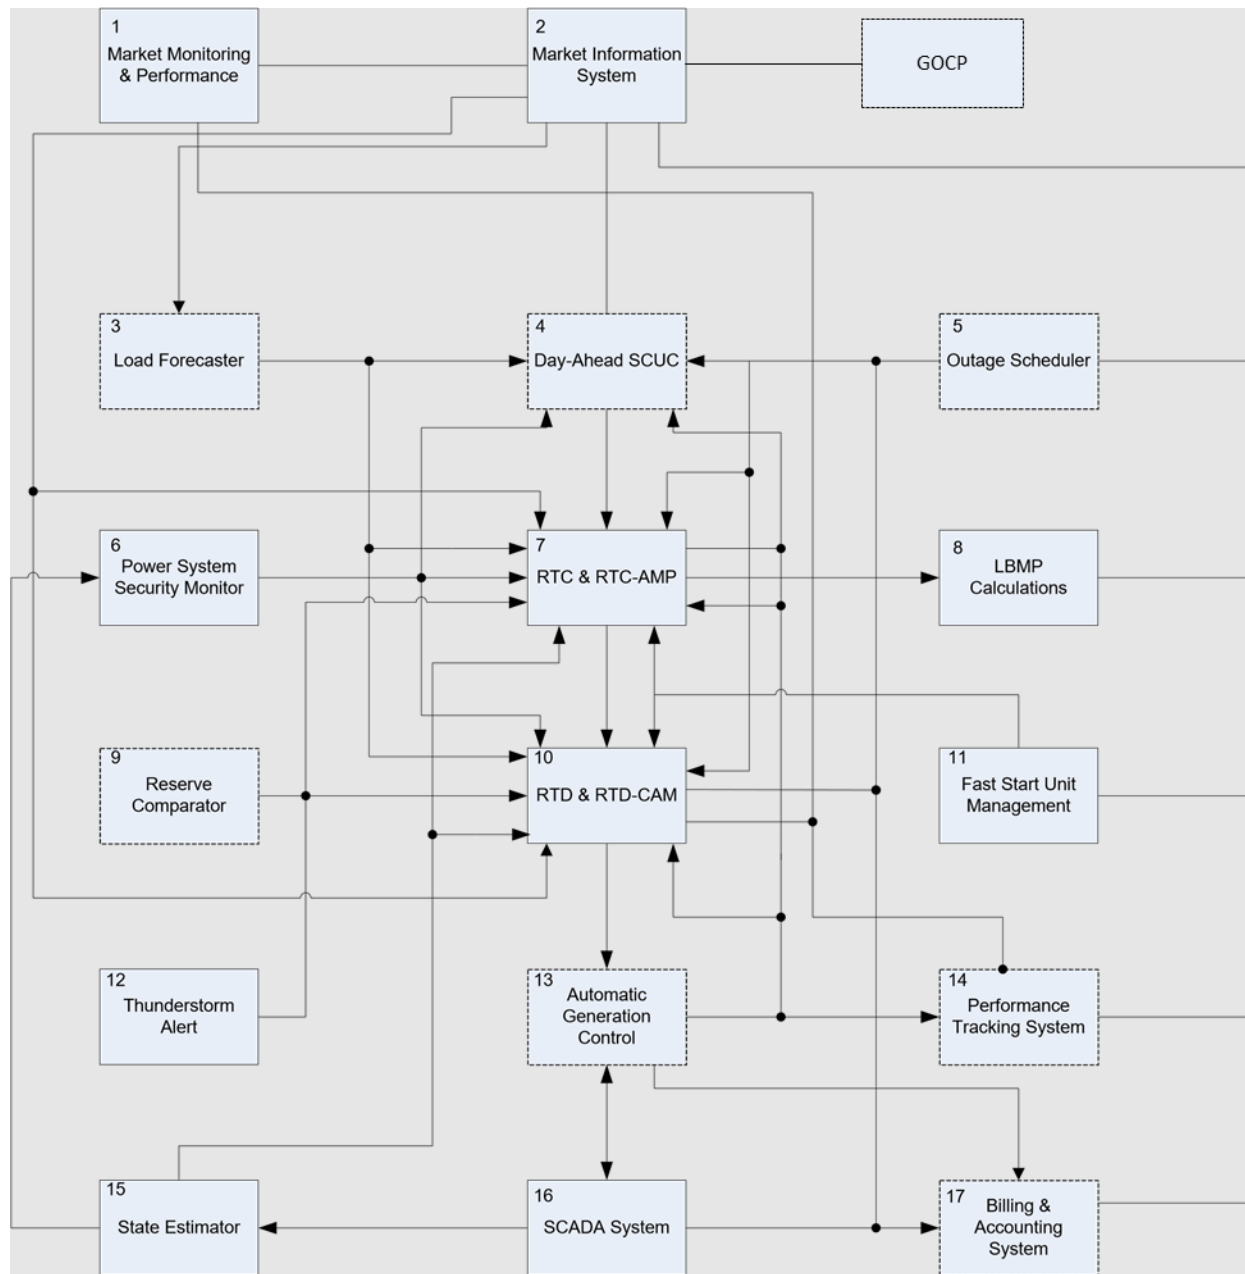 1
Market Monitoring
& Performance
2
Market Information
System
GOCP
3
Load Forecaster
4
Day-Ahead SCUC
5
Outage Scheduler
6
Power System
Security Monitor
7
RTC & RTC-AMP
8
LBMP
Calculations
9
Reserve
Comparator
10
RTD & RTD-CAM
11
Fast Start Unit
Management
12
Thunderstorm
Alert
13
Automatic
Generation
Control
14
Performance
Tracking System
15
State Estimator
16
SCADA System
17
Billing &
Accounting
System